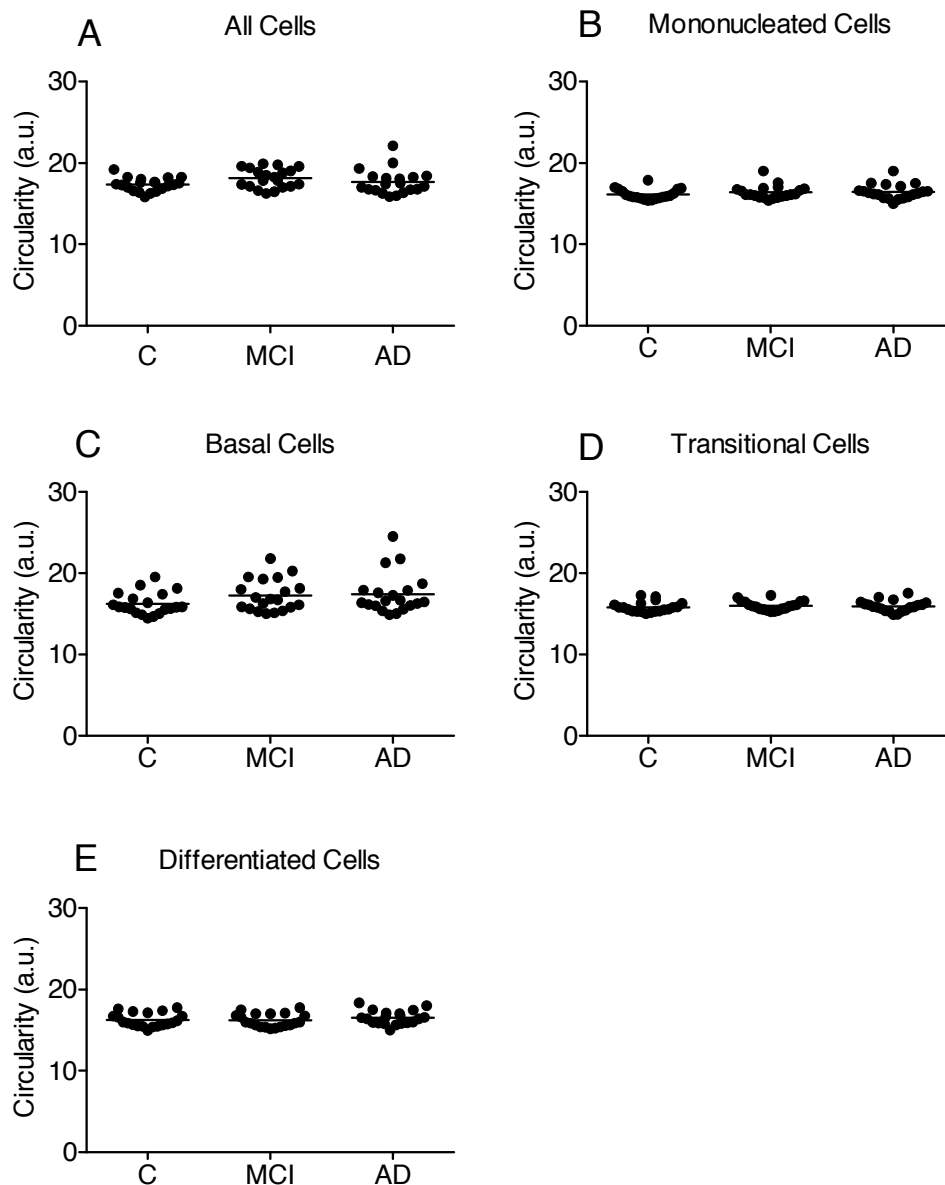 A All Cells
Circularity (a.u.)
30
20
10
0
C MCI AD
B Mononucleated Cells
Circularity (a.u.)
30
20
10
0
C MCI AD
C Basal Cells
Circularity (a.u.)
30
20
10
0
C MCI AD
D Transitional Cells
Circularity (a.u.)
30
20
10
0
C MCI AD
E Differentiated Cells
Circularity (a.u.)
30
20
10
0
C MCI AD